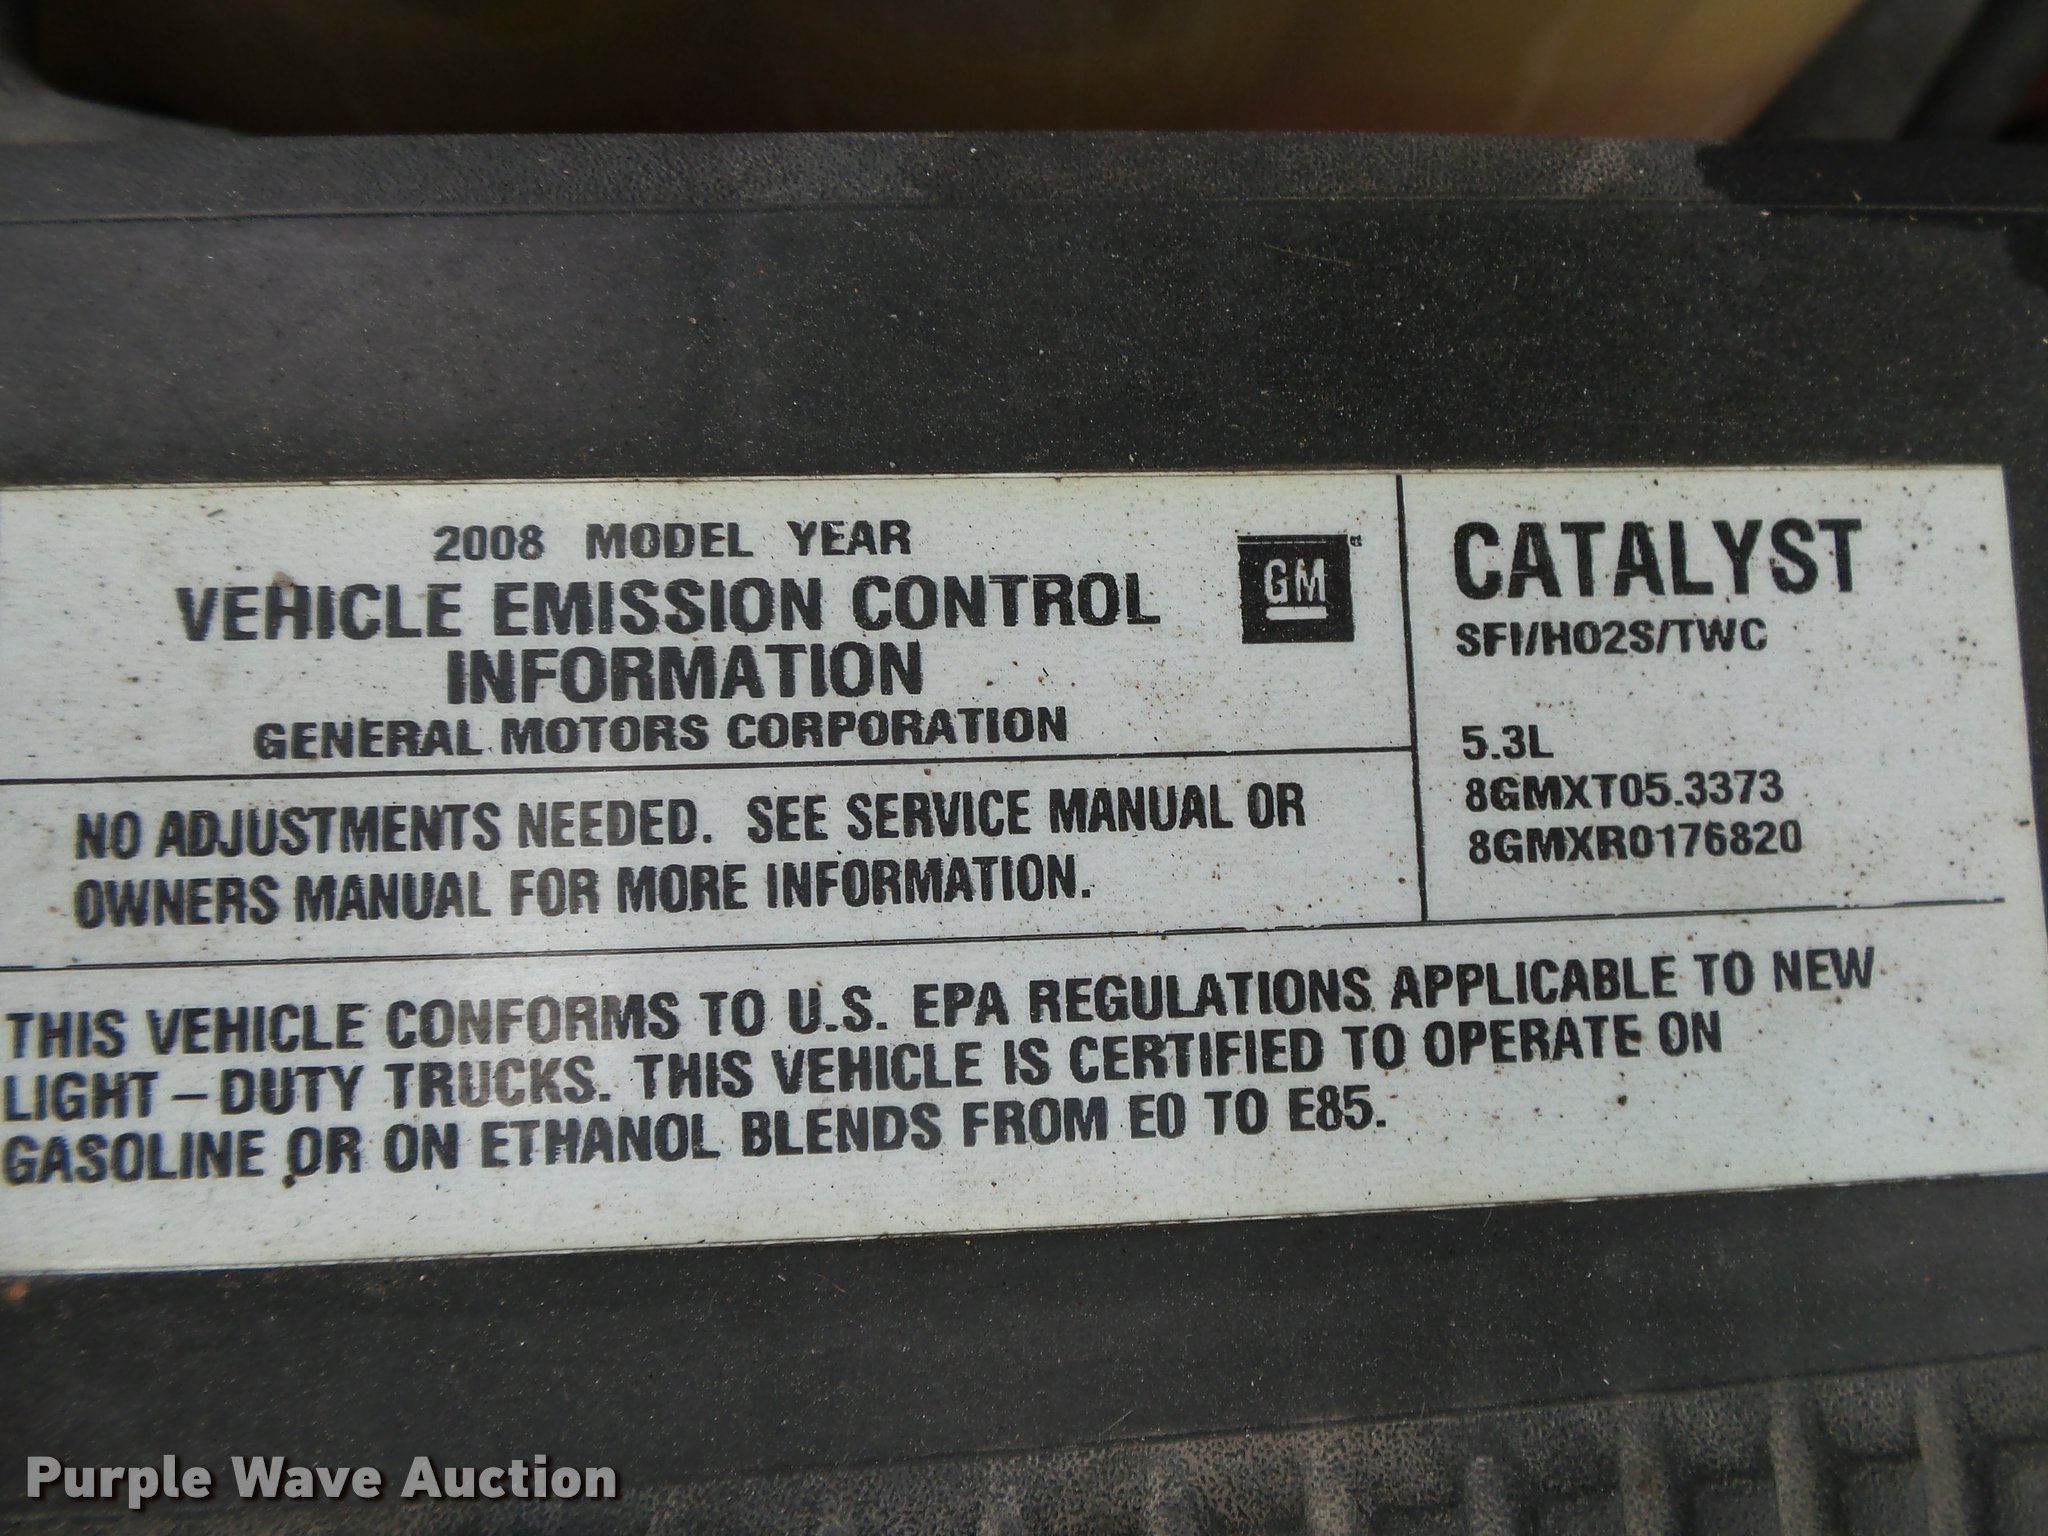 2008 MODEL YEAR
VEHICLE EMISSION CONTROL
INFORMATION
GENERAL MOTORS CORPORATION
GM
CATALYST
SFI/HO2S/TWC
5.3L
8GMXT05.3373
8GMXR0176820
NO ADJUSTMENTS NEEDED. SEE SERVICE MANUAL OR
OWNERS MANUAL FOR MORE INFORMATION.
THIS VEHICLE CONFORMS TO U.S. EPA REGULATIONS APPLICABLE TO NEW
LIGHT-DUTY TRUCKS. THIS VEHICLE IS CERTIFIED TO OPERATE ON
GASOLINE OR ON ETHANOL BLENDS FROM E0 TO E85.
Purple Wave Auction